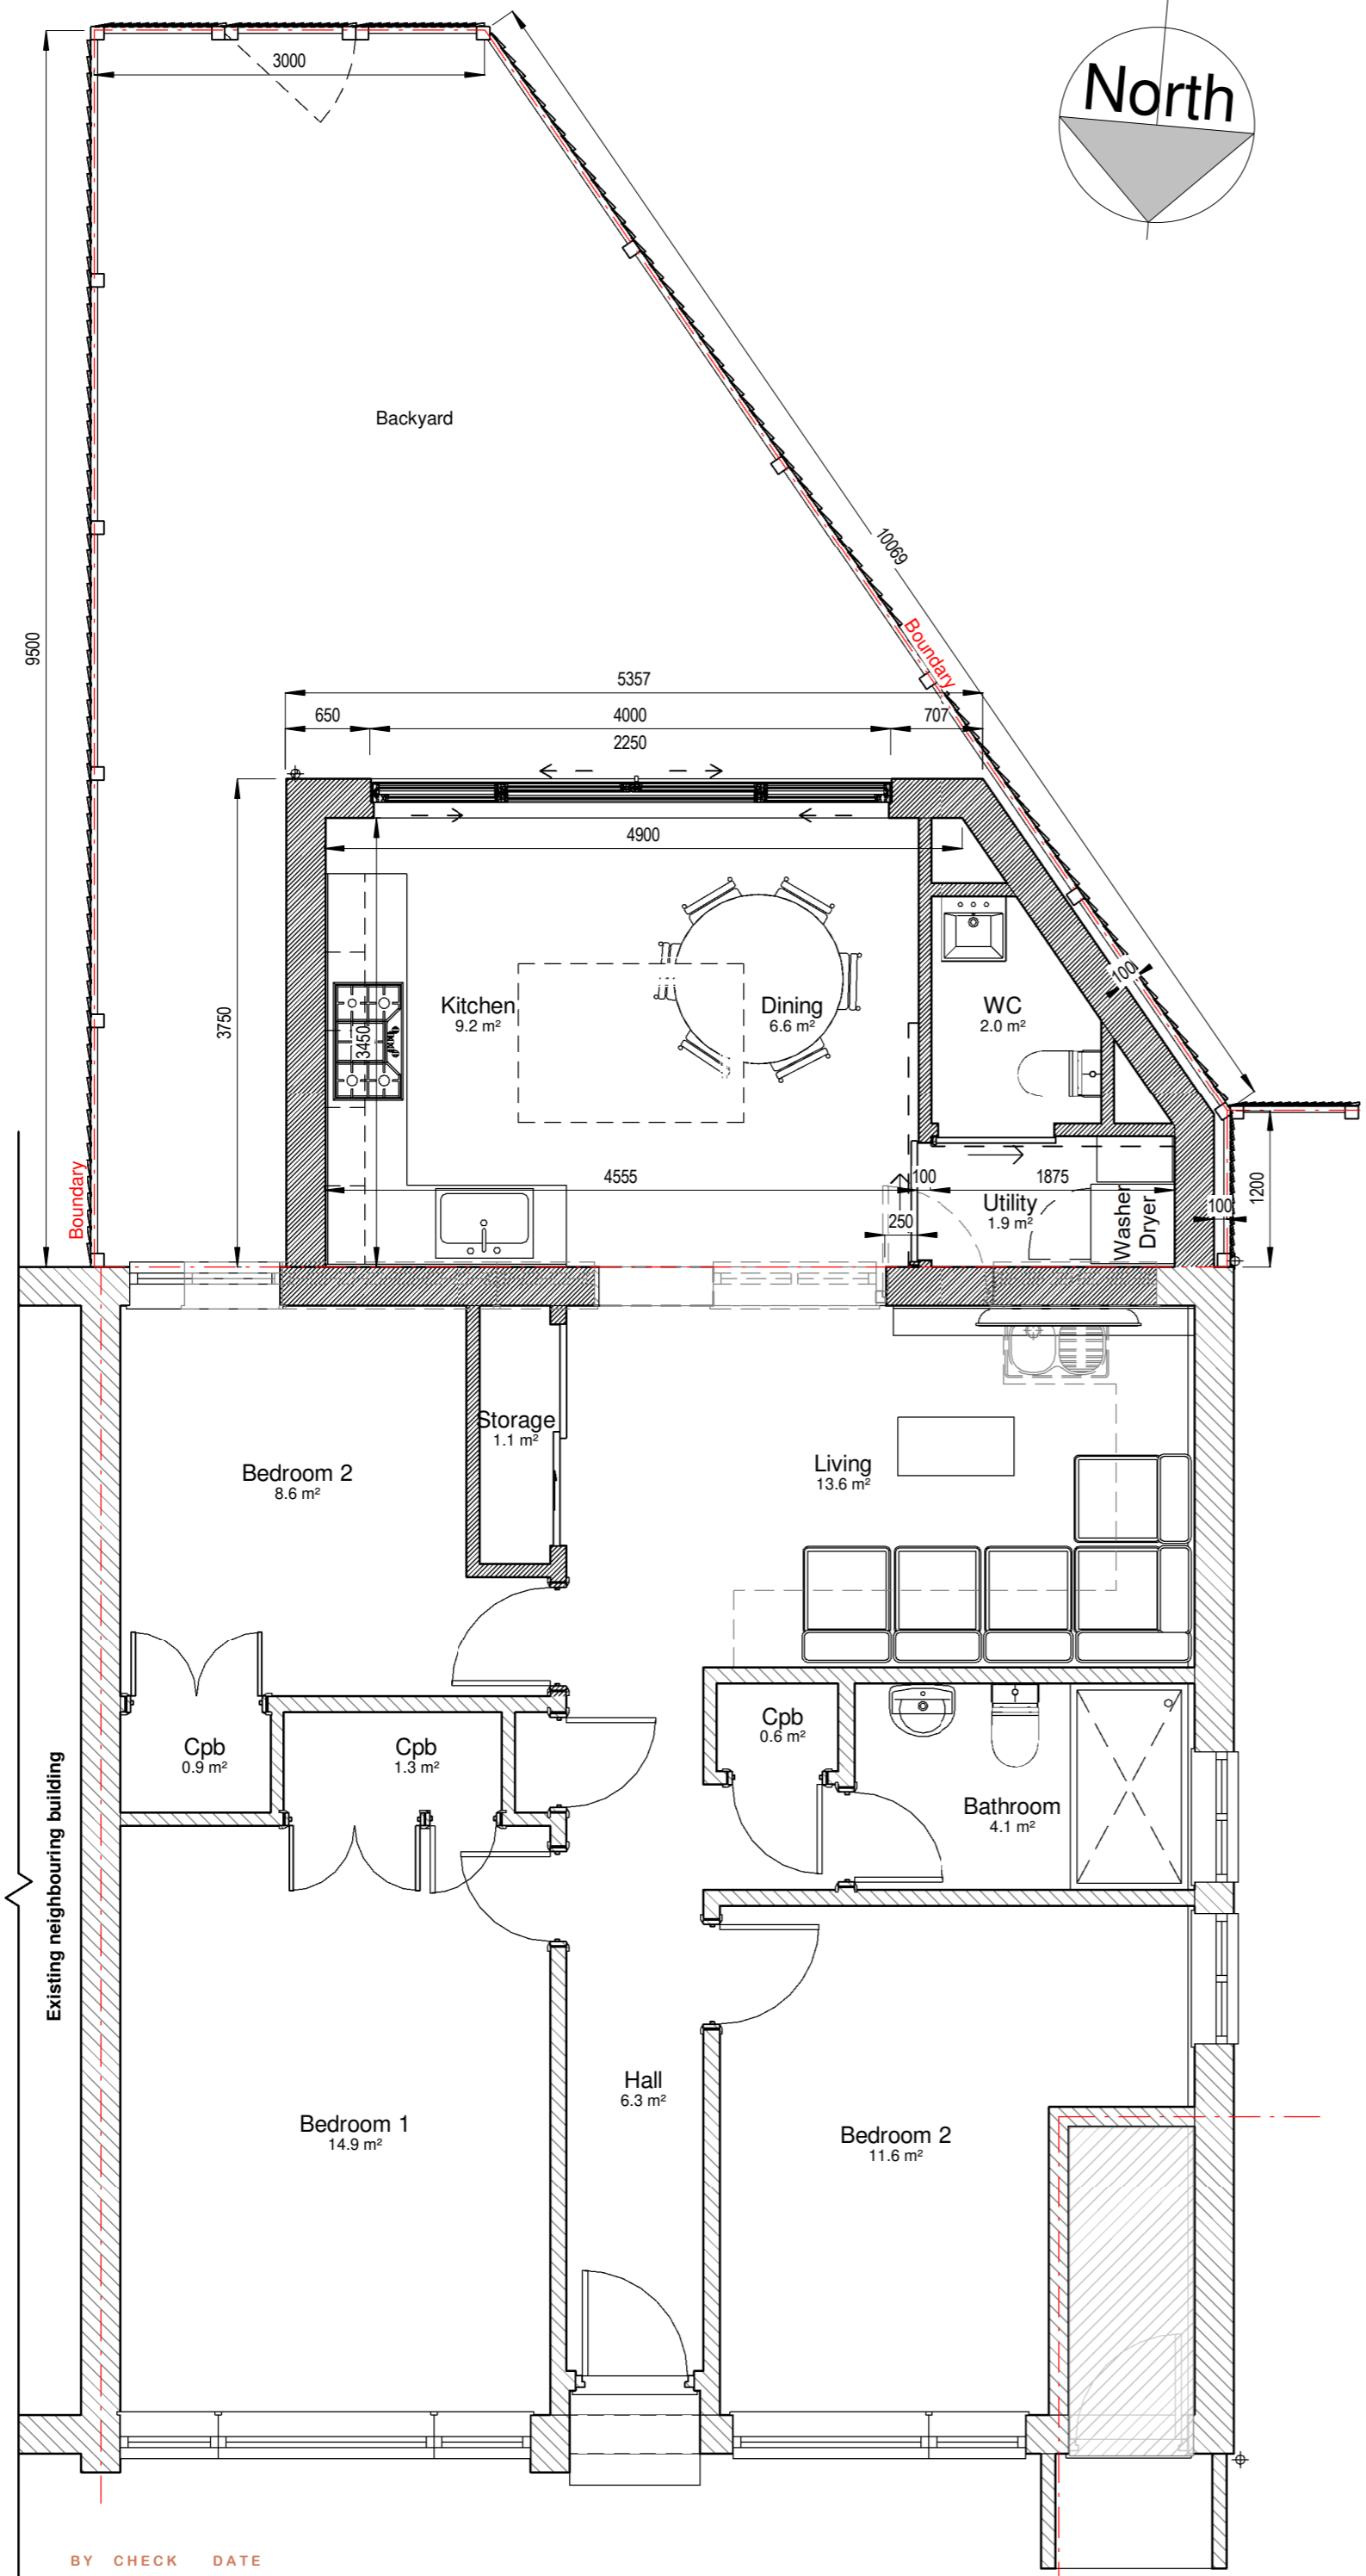 North
3000
Backyard
10069
9500
Boundary
5357
650
4000
707
2250
4900
3750
3450
Kitchen
9.2 m²
Dining
6.6 m²
WC
2.0 m²
100
4555
100
1875
Utility
1.9 m²
250
Washer
Dryer
100
1200
Boundary
Storage
1.1 m²
Bedroom 2
8.6 m²
Living
13.6 m²
Cpb
0.9 m²
Cpb
1.3 m²
Cpb
0.6 m²
Bathroom
4.1 m²
Existing neighbouring building
Hall
6.3 m²
Bedroom 1
14.9 m²
Bedroom 2
11.6 m²
BY CHECK DATE